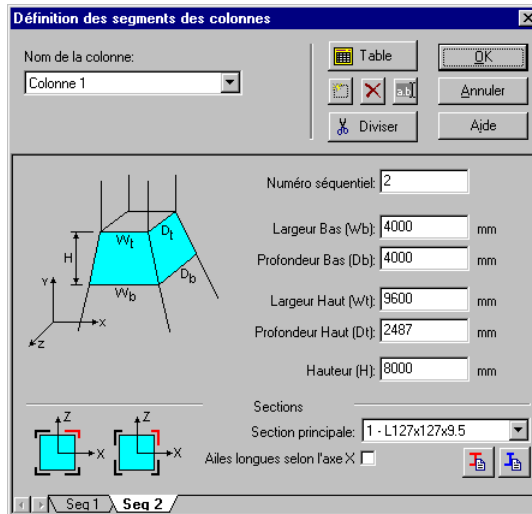 Définition des segments des colonnes
Nom de la colonne:
Colonne 1
Table
OK
a.b
Annuler
Diviser
Aide
Numéro séquentiel: 2
Largeur Bas (Wb): 4000 mm
Profondeur Bas (Db): 4000 mm
Largeur Haut (Wt): 9600 mm
Profondeur Haut (Dt): 2487 mm
Hauteur (H): 8000 mm
Wt
Dt
H
Db
Wb
Y
X
Z
Sections
Section principale: 1 - L127x127x9.5
Ailes longues selon l'axe X
Z
X
Z
X
Seg 1
Seg 2